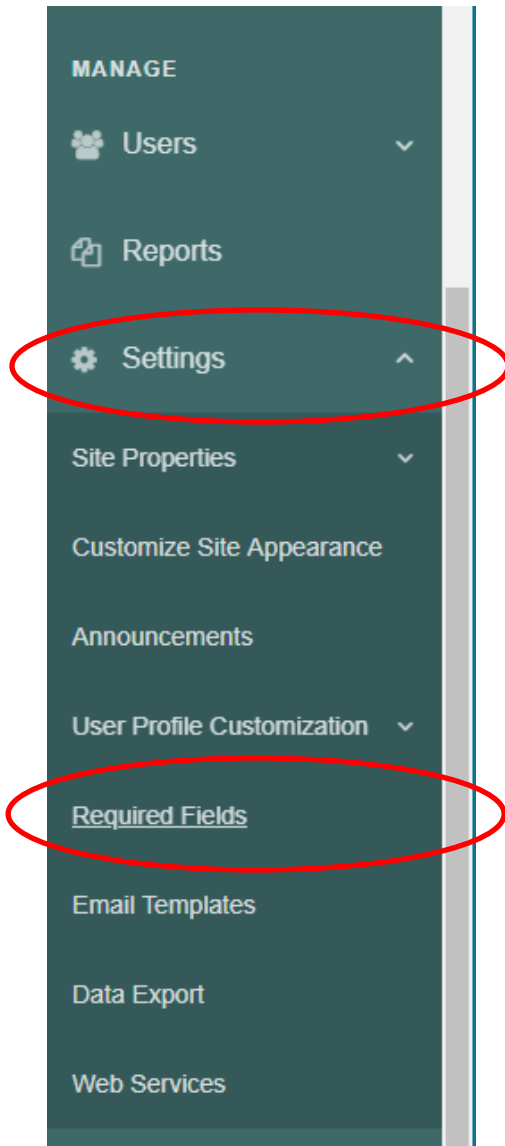 MANAGE
Users
Reports
Settings
Site Properties
Customize Site Appearance
Announcements
User Profile Customization
Required Fields
Email Templates
Data Export
Web Services